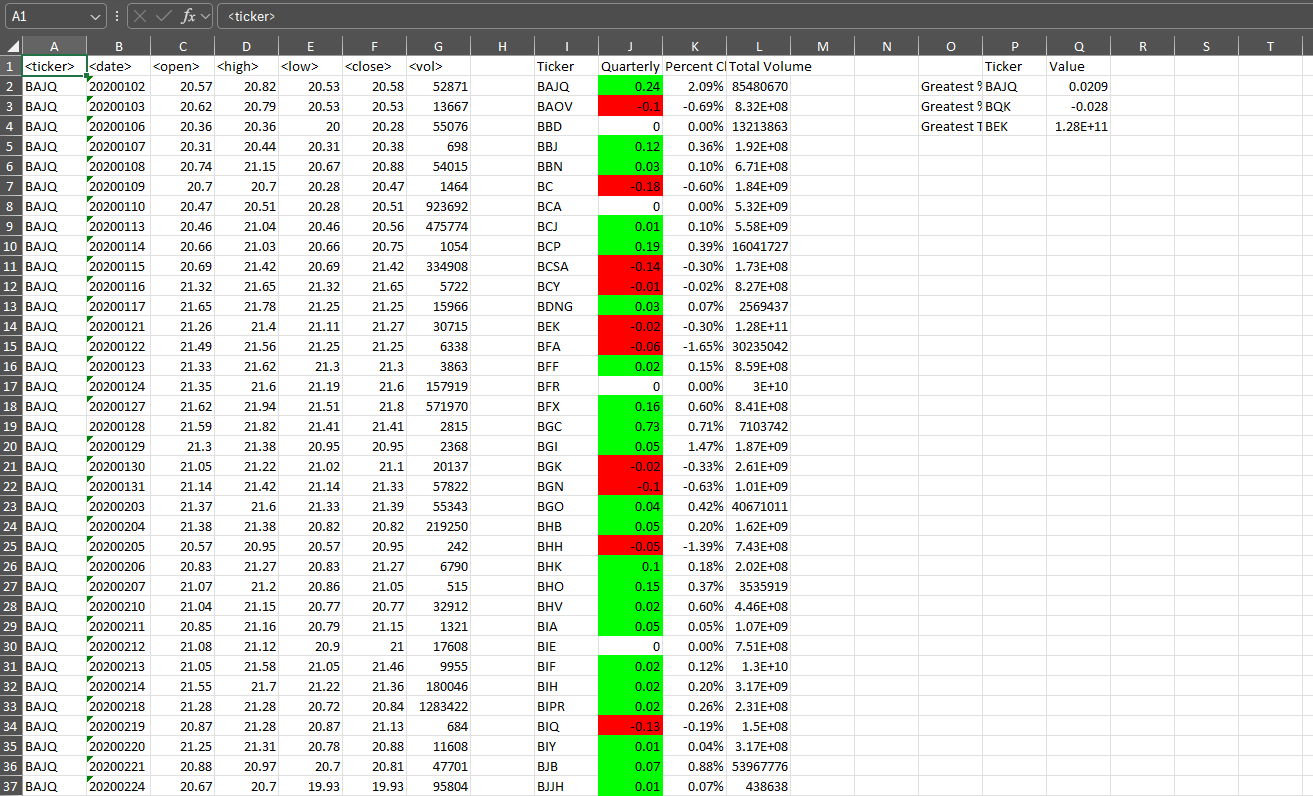 A1 fx <ticker>
A B C D E F G H I J K L M N O P Q R S T
1 <ticker> <date> <open> <high> <low> <close> <vol> Ticker Quarterly Percent Cl Total Volume Ticker Value
2 BAJQ 20200102 20.57 20.82 20.53 20.58 52871 BAJQ 0.24 2.09% 85480670 Greatest % BAJQ 0.0209
3 BAJQ 20200103 20.62 20.79 20.53 20.53 13667 BAOV -0.1 -0.69% 8.32E+08 Greatest % BQK -0.028
4 BAJQ 20200106 20.36 20.36 20 20.28 55076 BBD 0 0.00% 13213863 Greatest T BEK 1.28E+11
5 BAJQ 20200107 20.31 20.44 20.31 20.38 698 BBJ 0.12 0.36% 1.92E+08
6 BAJQ 20200108 20.74 21.15 20.67 20.88 54015 BBN 0.03 0.10% 6.71E+08
7 BAJQ 20200109 20.7 20.7 20.28 20.47 1464 BC -0.18 -0.60% 1.84E+09
8 BAJQ 20200110 20.47 20.51 20.28 20.51 923692 BCA 0 0.00% 5.32E+09
9 BAJQ 20200113 20.46 21.04 20.46 20.56 475774 BCJ 0.01 0.10% 5.58E+09
10 BAJQ 20200114 20.66 21.03 20.66 20.75 1054 BCP 0.19 0.39% 16041727
11 BAJQ 20200115 20.69 21.42 20.69 21.42 334908 BCSA -0.14 -0.30% 1.73E+08
12 BAJQ 20200116 21.32 21.65 21.32 21.65 5722 BCY -0.01 -0.02% 8.27E+08
13 BAJQ 20200117 21.65 21.78 21.25 21.25 15966 BDNG 0.03 0.07% 2569437
14 BAJQ 20200121 21.26 21.4 21.11 21.27 30715 BEK -0.02 -0.30% 1.28E+11
15 BAJQ 20200122 21.49 21.56 21.25 21.25 6338 BFA -0.06 -1.65% 30235042
16 BAJQ 20200123 21.33 21.62 21.3 21.3 3863 BFF 0.02 0.15% 8.59E+08
17 BAJQ 20200124 21.35 21.6 21.19 21.6 157919 BFR 0 0.00% 3E+10
18 BAJQ 20200127 21.62 21.94 21.51 21.8 571970 BFX 0.16 0.60% 8.41E+08
19 BAJQ 20200128 21.59 21.82 21.41 21.41 2815 BGC 0.73 0.71% 7103742
20 BAJQ 20200129 21.3 21.38 20.95 20.95 2368 BGI 0.05 1.47% 1.87E+09
21 BAJQ 20200130 21.05 21.22 21.02 21.1 20137 BGK -0.02 -0.33% 2.61E+09
22 BAJQ 20200131 21.14 21.42 21.14 21.33 57822 BGN -0.1 -0.63% 1.01E+09
23 BAJQ 20200203 21.37 21.6 21.33 21.39 55343 BGO 0.04 0.42% 40671011
24 BAJQ 20200204 21.38 21.38 20.82 20.82 219250 BHB 0.05 0.20% 1.62E+09
25 BAJQ 20200205 20.57 20.95 20.57 20.95 242 BHH -0.05 -1.39% 7.43E+08
26 BAJQ 20200206 20.83 21.27 20.83 21.27 6790 BHK 0.1 0.18% 2.02E+08
27 BAJQ 20200207 21.07 21.2 20.86 21.05 515 BHO 0.15 0.37% 3535919
28 BAJQ 20200210 21.04 21.15 20.77 20.77 32912 BHV 0.02 0.60% 4.46E+08
29 BAJQ 20200211 20.85 21.16 20.79 21.15 1321 BIA 0.05 0.05% 1.07E+09
30 BAJQ 20200212 21.08 21.12 20.9 21 17608 BIE 0 0.00% 7.51E+08
31 BAJQ 20200213 21.05 21.58 21.05 21.46 9955 BIF 0.02 0.12% 1.3E+10
32 BAJQ 20200214 21.55 21.7 21.22 21.36 180046 BIH 0.02 0.20% 3.17E+09
33 BAJQ 20200218 21.28 21.28 20.72 20.84 1283422 BIPR 0.02 0.26% 2.31E+08
34 BAJQ 20200219 20.87 21.28 20.87 21.13 684 BIQ -0.13 -0.19% 1.5E+08
35 BAJQ 20200220 21.25 21.31 20.78 20.88 11608 BIY 0.01 0.04% 3.17E+08
36 BAJQ 20200221 20.88 20.97 20.7 20.81 47701 BJB 0.07 0.88% 53967776
37 BAJQ 20200224 20.67 20.7 19.93 19.93 95804 BJJH 0.01 0.07% 438638